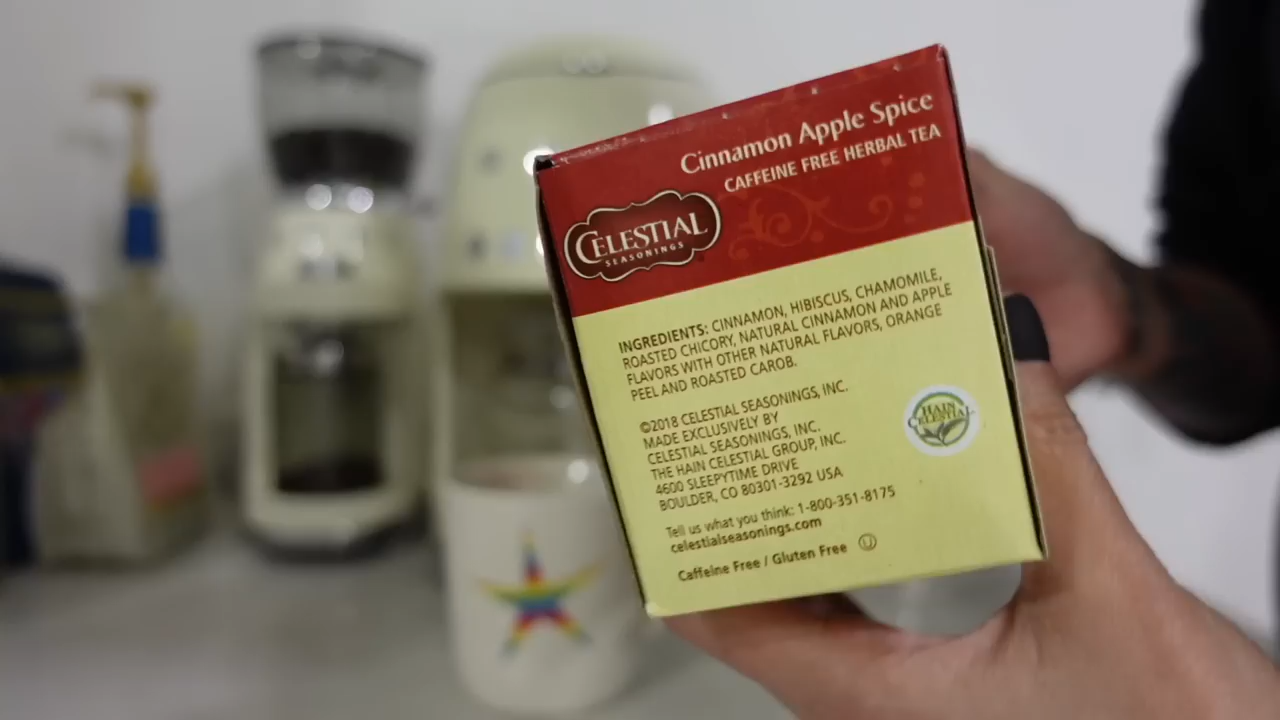 Cinnamon Apple Spice
CAFFEINE FREE HERBAL TEA
CELESTIAL
SEASONINGS
INGREDIENTS: CINNAMON, HIBISCUS, CHAMOMILE,
ROASTED CHICORY, NATURAL CINNAMON AND APPLE
FLAVORS WITH OTHER NATURAL FLAVORS, ORANGE
PEEL AND ROASTED CAROB.
©2018 CELESTIAL SEASONINGS, INC.
MADE EXCLUSIVELY BY
CELESTIAL SEASONINGS, INC.
THE HAIN CELESTIAL GROUP, INC.
4600 SLEEPYTIME DRIVE
BOULDER, CO 80301-3292 USA
HAIN
CELESTIAL
Tell us what you think: 1-800-351-8175
celestialseasonings.com
Caffeine Free / Gluten Free Ⓤ